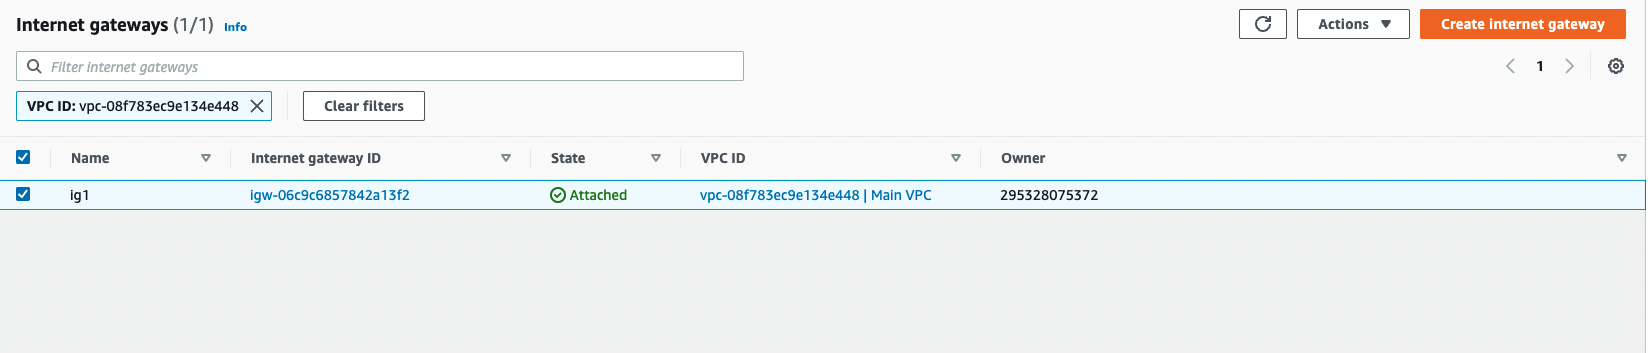 Internet gateways (1/1) Info
Actions
Create internet gateway
Filter internet gateways
1
VPC ID: vpc-08f783ec9e134e448
Clear filters
Name Internet gateway ID State VPC ID Owner
ig1 igw-06c9c6857842a13f2 Attached vpc-08f783ec9e134e448 | Main VPC 295328075372